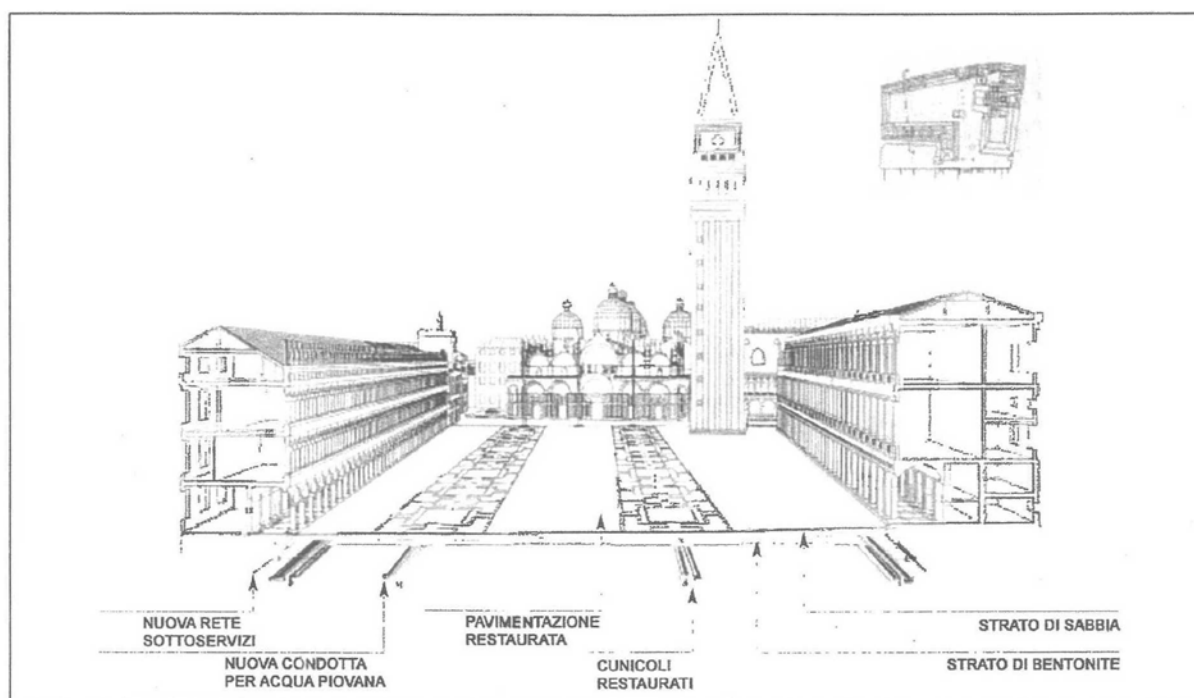 NUOVA RETE
SOTTOSERVIZI
NUOVA CONDOTTA
PER ACQUA PIOVANA
PAVIMENTAZIONE
RESTAURATA
CUNICOLI
RESTAURATI
STRATO DI SABBIA
STRATO DI BENTONITE